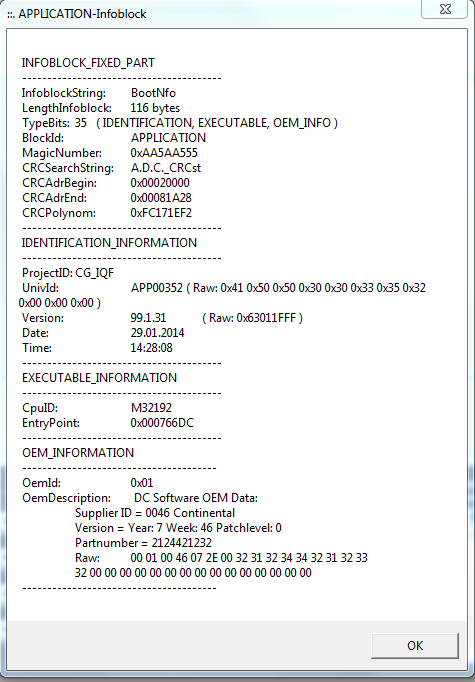 ::. APPLICATION-Infoblock
INFOBLOCK_FIXED_PART
----------------------------------------
InfoblockString: BootNfo
LengthInfoblock: 116 bytes
TypeBits: 35 ( IDENTIFICATION, EXECUTABLE, OEM_INFO )
BlockId: APPLICATION
MagicNumber: 0xAA5AA555
CRCSearchString: A.D.C._CRCst
CRCAdrBegin: 0x00020000
CRCAdrEnd: 0x00081A28
CRCPolynom: 0xFC171EF2
----------------------------------------
IDENTIFICATION_INFORMATION
----------------------------------------
ProjectID: CG_IQF
UnivId: APP00352 ( Raw: 0x41 0x50 0x50 0x30 0x30 0x33 0x35 0x32
0x00 0x00 0x00 )
Version: 99.1.31 ( Raw: 0x63011FFF )
Date: 29.01.2014
Time: 14:28:08
----------------------------------------
EXECUTABLE_INFORMATION
----------------------------------------
CpuID: M32192
EntryPoint: 0x000766DC
----------------------------------------
OEM_INFORMATION
---------------------------------------
OemId: 0x01
OemDescription: DC Software OEM Data:
Supplier ID = 0046 Continental
Version = Year: 7 Week: 46 Patchlevel: 0
Partnumber = 2124421232
Raw: 00 01 00 46 07 2E 00 32 31 32 34 34 32 31 32 33
32 00 00 00 00 00 00 00 00 00 00 00 00 00 00 00
---------------------------------------
OK